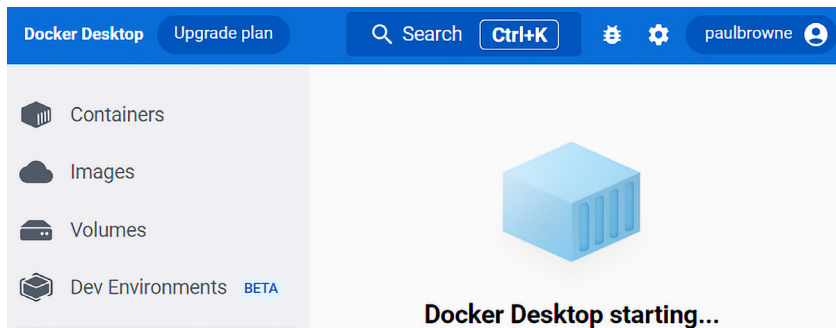 Docker Desktop Upgrade plan Search Ctrl+K paulbrowne
Containers
Images
Volumes
Dev Environments BETA
Docker Desktop starting...